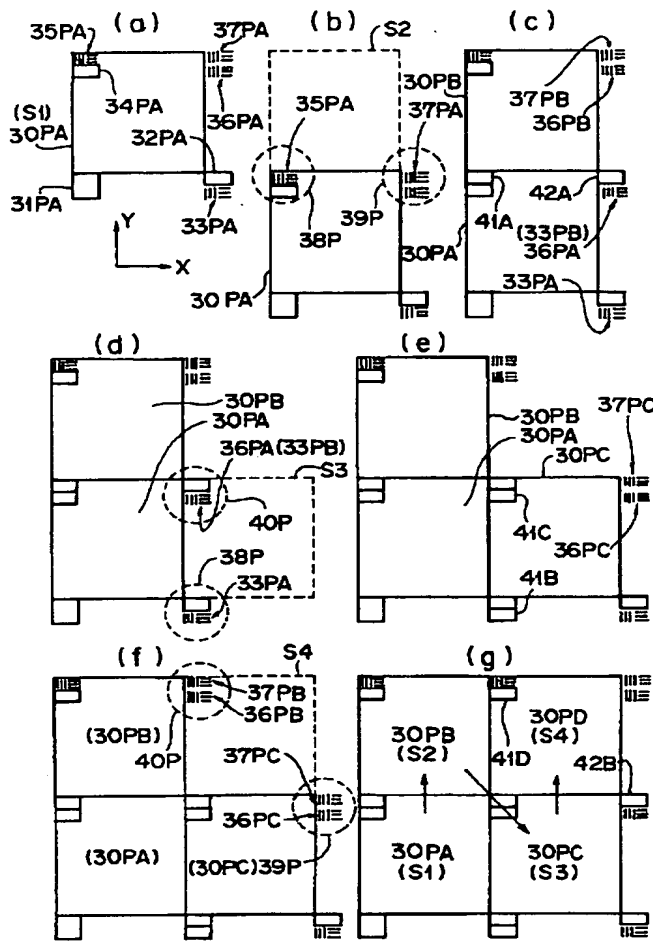 (a)
35PA
37PA
34PA
36PA
(S1)
30PA
32PA
31PA
33PA
Y
X
(b)
S2
35PA
37PA
38P
39P
30PA
(c)
30PB
37PB
36PB
41A
42A
30PA
(33PB)
36PA
33PA
(d)
30PB
30PA
36PA(33PB)
S3
40P
38P
33PA
(e)
30PB
37PC
30PA
30PC
41C
36PC
41B
(f)
S4
37PB
36PB
(30PB)
40P
37PC
36PC
(30PA)
(30PC)39P
(g)
30PB
(S2)
41D
30PD
(S4)
42B
30PA
(S1)
30PC
(S3)